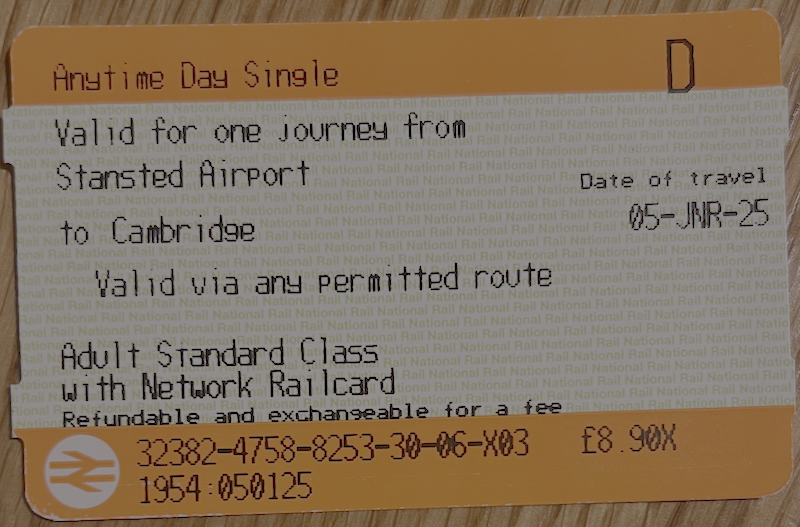 Anytime Day Single D
Valid for one journey from
Stansted Airport
Date of travel
to Cambridge
05-JNR-25
Valid via any permitted route
Adult Standard Class
with Network Railcard
Refundable and exchangeable for a fee
32382-4758-8253-30-06-X03 £8.90X
1954:050125